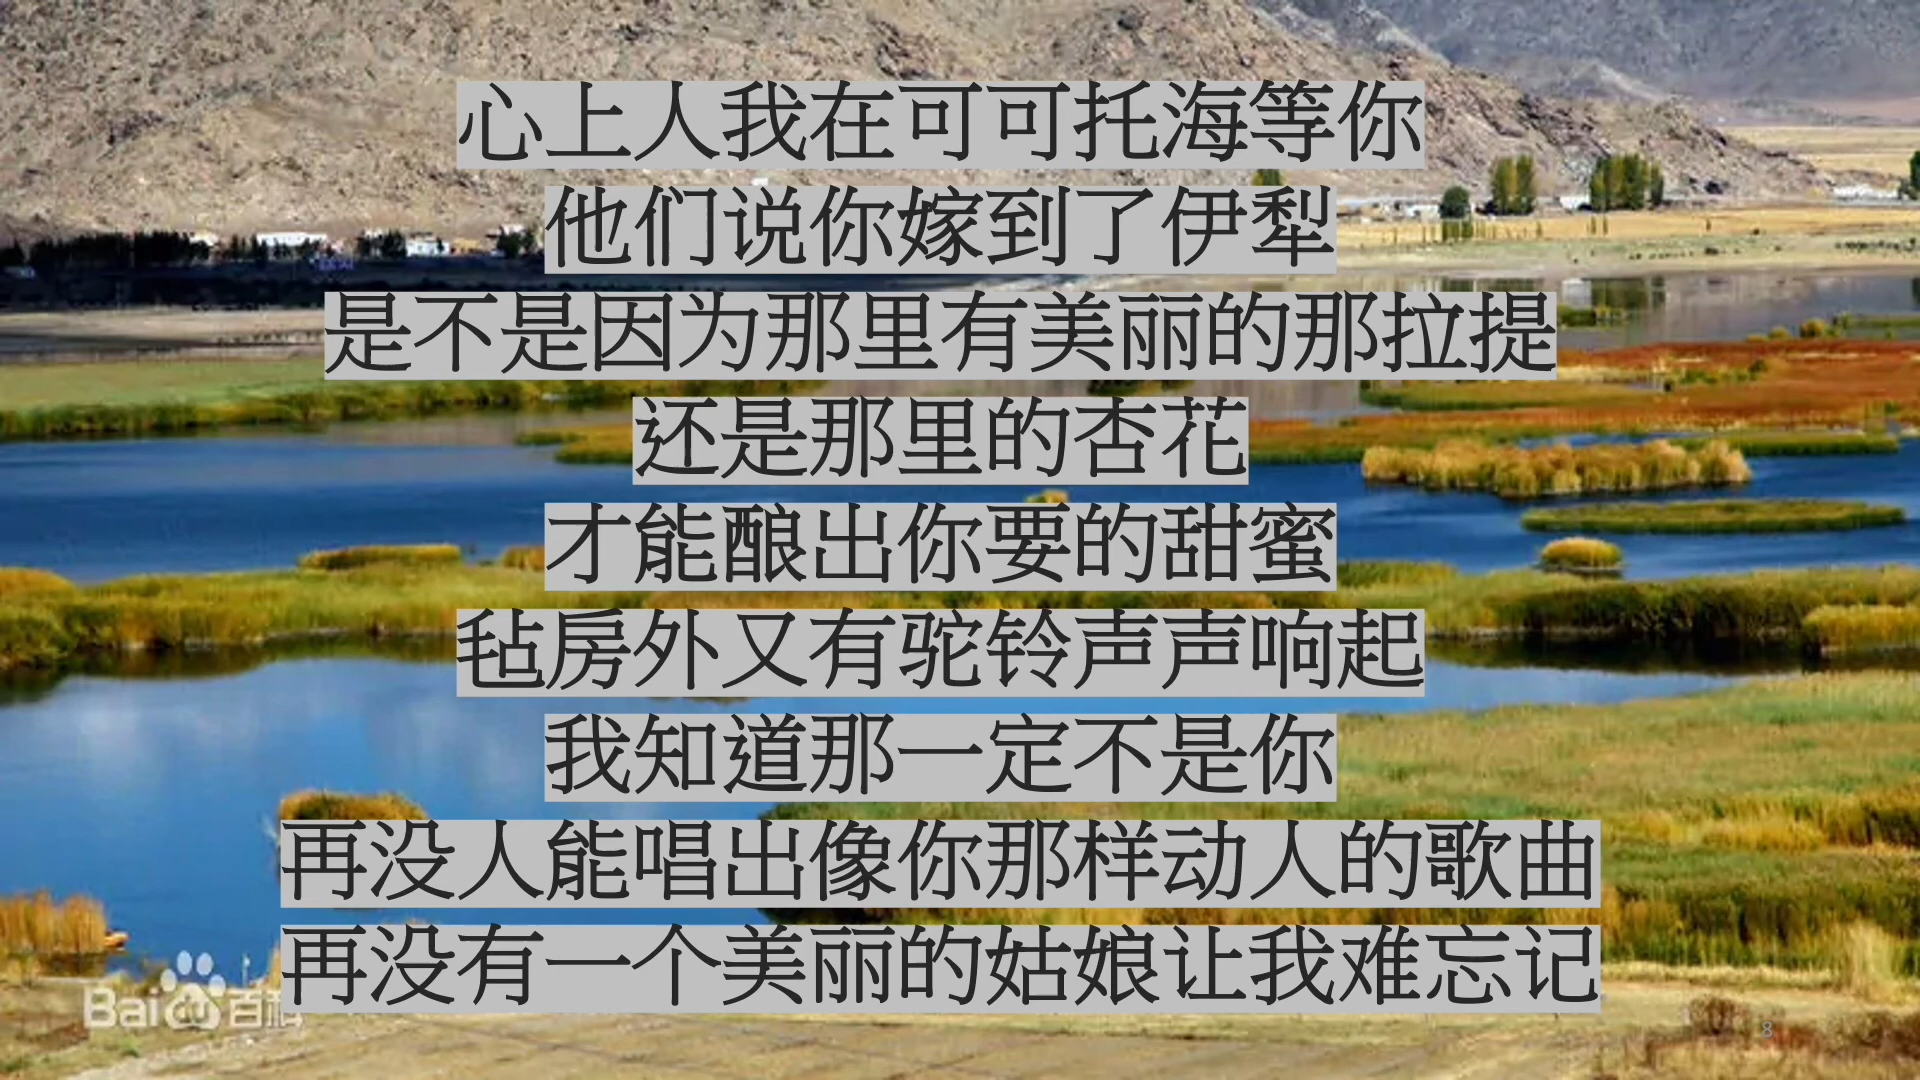 心上人我在可可托海等你
他们说你嫁到了伊犁
是不是因为那里有美丽的那拉提
还是那里的杏花
才能酿出你要的甜蜜
毡房外又有驼铃声声响起
我知道那一定不是你
再没人能唱出像你那样动人的歌曲
再没有一个美丽的姑娘让我难忘记
Bai 百科
8